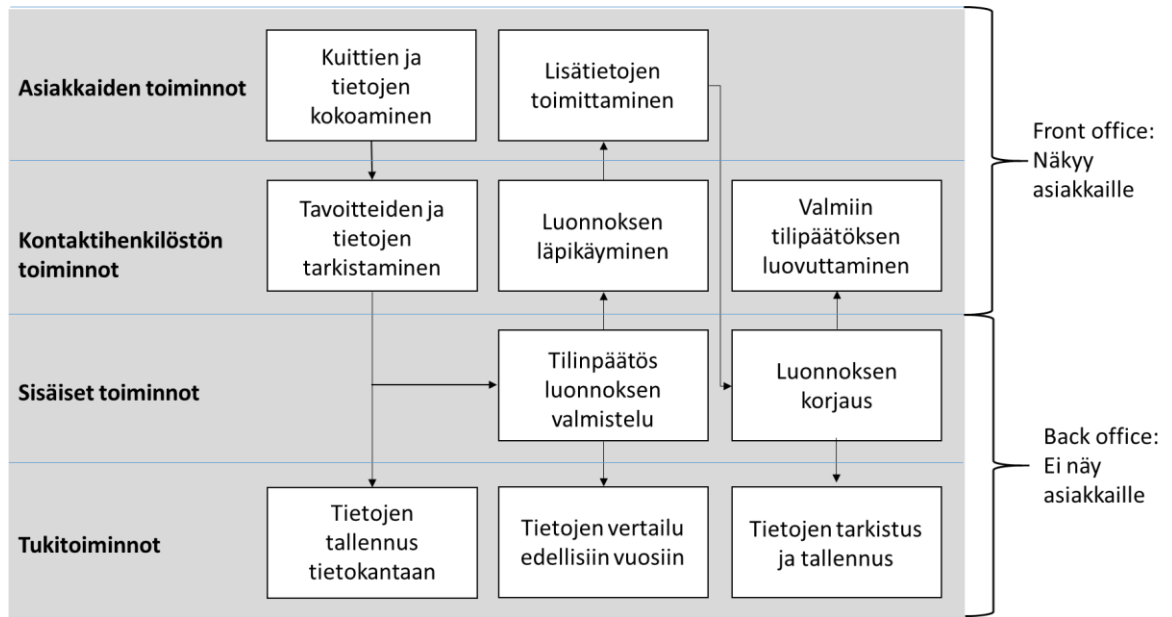 Asiakkaiden toiminnot
Kuittien ja
tietojen
kokoaminen
Lisätietojen
toimittaminen
Kontaktihenkilöstön
toiminnot
Tavoitteiden ja
tietojen
tarkistaminen
Luonnoksen
läpikäyminen
Valmiin
tilipäätöksen
luovuttaminen
Front office:
Näkyy
asiakkaille
Sisäiset toiminnot
Tilinpäätös
luonnoksen
valmistelu
Luonnoksen
korjaus
Tukitoiminnot
Tietojen
tallennus
tietokantaan
Tietojen vertailu
edellisiin vuosiin
Tietojen tarkistus
ja tallennus
Back office:
Ei näy
asiakkaille